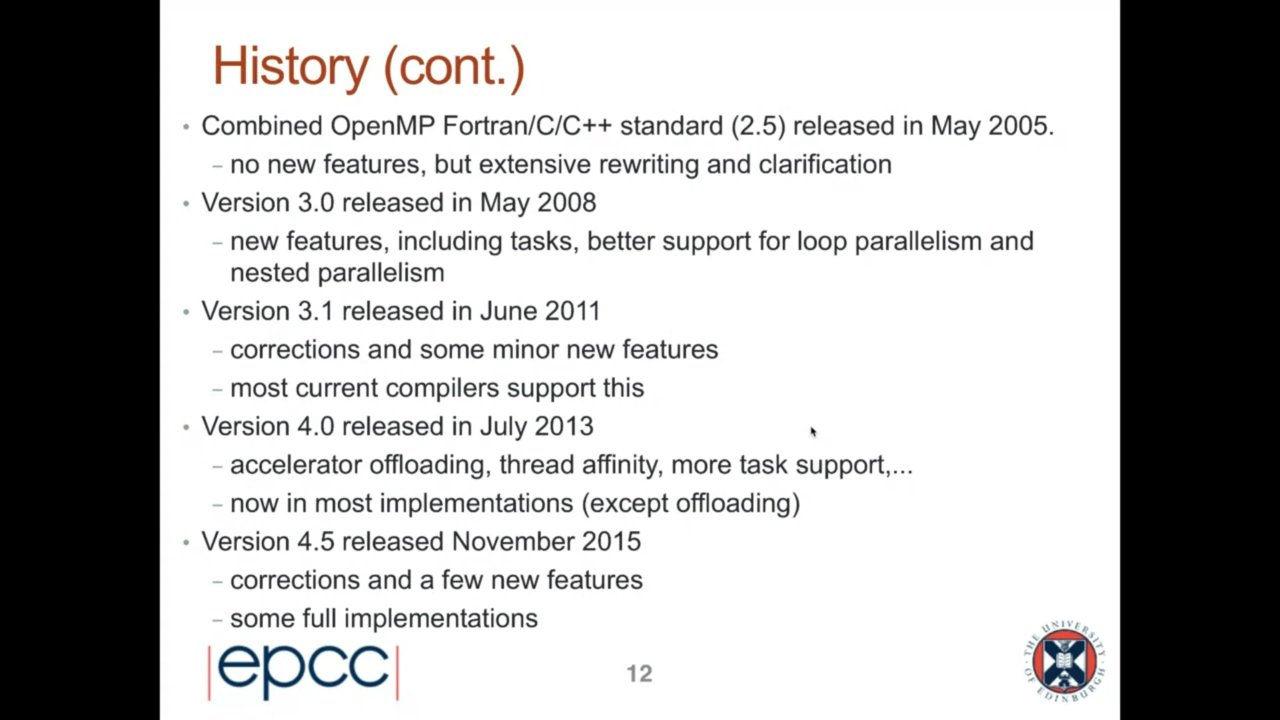 History (cont.)
• Combined OpenMP Fortran/C/C++ standard (2.5) released in May 2005.
– no new features, but extensive rewriting and clarification
• Version 3.0 released in May 2008
– new features, including tasks, better support for loop parallelism and
nested parallelism
• Version 3.1 released in June 2011
– corrections and some minor new features
– most current compilers support this
• Version 4.0 released in July 2013
– accelerator offloading, thread affinity, more task support,...
– now in most implementations (except offloading)
• Version 4.5 released November 2015
– corrections and a few new features
– some full implementations
|epcc|
12
THE UNIVERSITY OF EDINBURGH